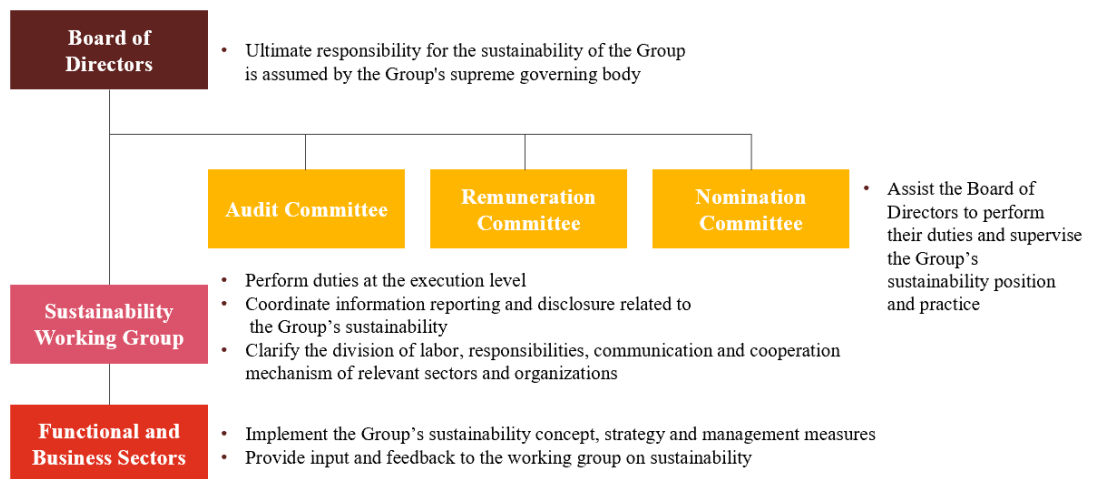 Board of
Directors
• Ultimate responsibility for the sustainability of the Group
is assumed by the Group's supreme governing body
Audit Committee
Remuneration
Committee
Nomination
Committee
• Assist the Board of
Directors to perform
their duties and supervise
the Group’s
sustainability position
and practice
Sustainability
Working Group
• Perform duties at the execution level
• Coordinate information reporting and disclosure related to
the Group’s sustainability
• Clarify the division of labor, responsibilities, communication and cooperation
mechanism of relevant sectors and organizations
Functional and
Business Sectors
• Implement the Group’s sustainability concept, strategy and management measures
• Provide input and feedback to the working group on sustainability